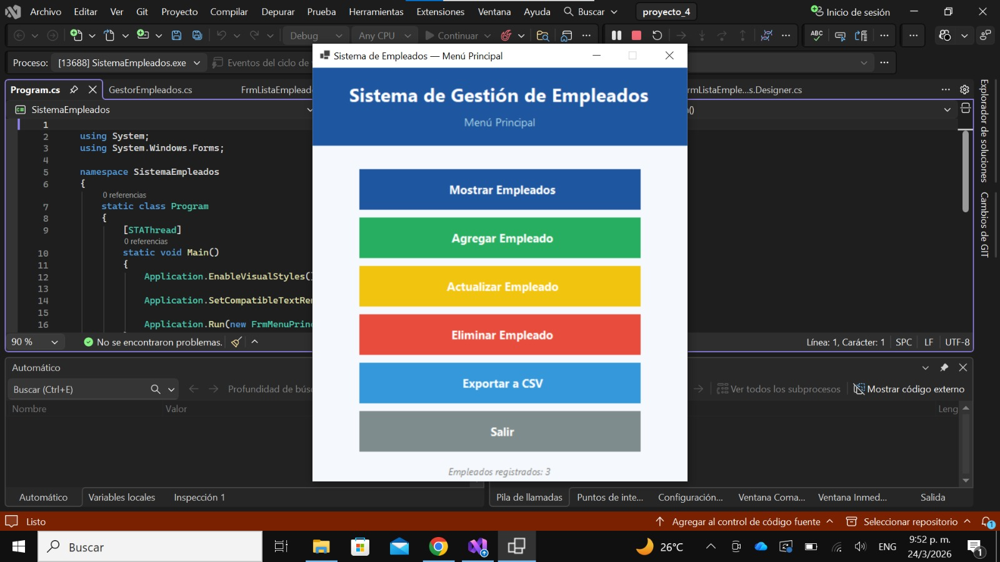 Archivo Editar Ver Git Proyecto Compilar Depurar Prueba Herramientas Extensiones Ventana Ayuda Buscar proyecto_4 Inicio de sesión
Debug Any CPU Continuar
Proceso: [13688] SistemaEmpleados.exe Eventos del ciclo de
Sistema de Empleados — Menú Principal
Program.cs GestorEmpleados.cs FrmListaEmplead rmListaEmple...s.Designer.cs
SistemaEmpleados ()
Sistema de Gestión de Empleados
Menú Principal
1
2 using System;
3 using System.Windows.Forms;
4
5 namespace SistemaEmpleados
6 {
0 referencias
7 static class Program
8 {
9 [STAThread]
0 referencias
10 static void Main()
11 {
12 Application.EnableVisualStyles(
13
14 Application.SetCompatibleTextRen
15
16 Application.Run(new FrmMenuPrin
Mostrar Empleados
Agregar Empleado
Actualizar Empleado
Eliminar Empleado
Exportar a CSV
Salir
Empleados registrados: 3
90 % No se encontraron problemas. Línea: 1, Carácter: 1 SPC LF UTF-8
Automático
Buscar (Ctrl+E) Profundidad de bús Ver todos los subprocesos Mostrar código externo
Nombre Valor Leng
Automático Variables locales Inspección 1 Pila de llamadas Puntos de inte... Configuración... Ventana Coma... Ventana Inmed... Salida
Listo Agregar al control de código fuente Seleccionar repositorio 1
Buscar 26°C ENG 9:52 p. m.
24/3/2026 1
Explorador de soluciones
Cambios de GIT